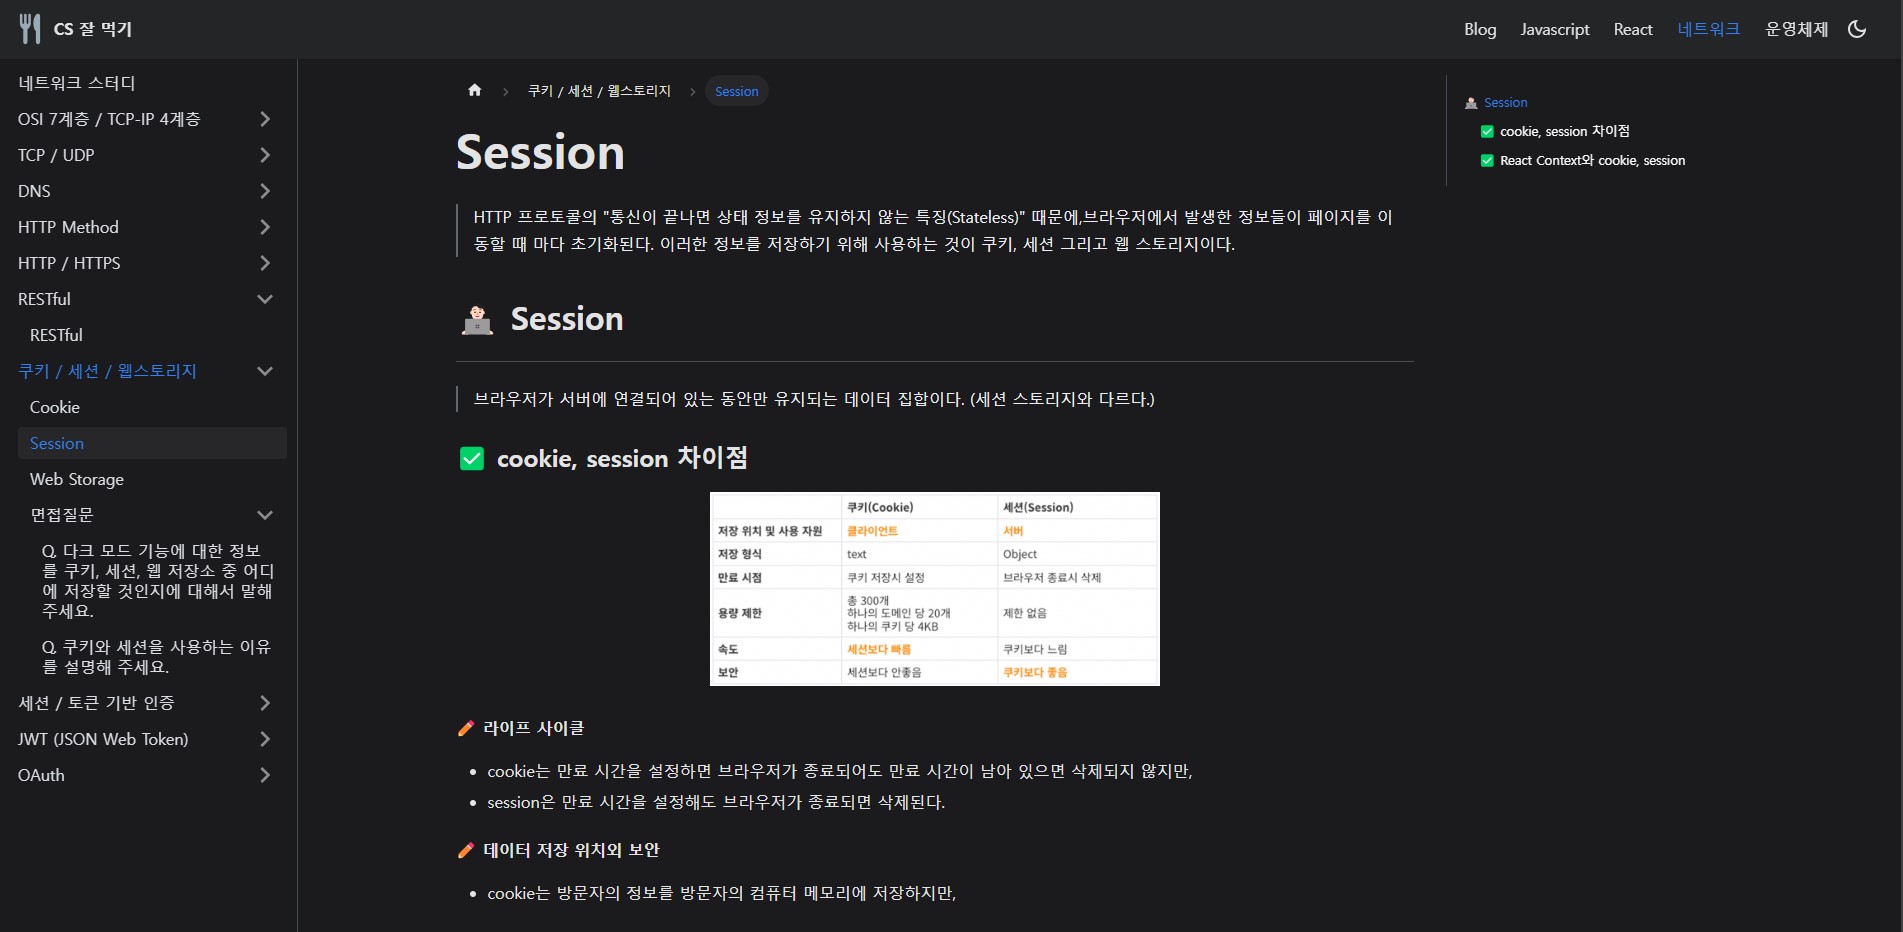 CS 잘 먹기
Blog
Javascript
React
네트워크
운영체제
네트워크 스터디
OSI 7계층 / TCP-IP 4계층
TCP / UDP
DNS
HTTP Method
HTTP / HTTPS
RESTful
RESTful
쿠키 / 세션 / 웹스토리지
Cookie
Session
Web Storage
면접질문
Q. 다크 모드 기능에 대한 정보
를 쿠키, 세션, 웹 저장소 중 어디
에 저장할 것인지에 대해서 말해
주세요.
Q. 쿠키와 세션을 사용하는 이유
를 설명해 주세요.
세션 / 토큰 기반 인증
JWT (JSON Web Token)
OAuth
쿠키 / 세션 / 웹스토리지 > Session
Session
HTTP 프로토콜의 "통신이 끝나면 상태 정보를 유지하지 않는 특징(Stateless)" 때문에,브라우저에서 발생한 정보들이 페이지를 이
동할 때 마다 초기화된다. 이러한 정보를 저장하기 위해 사용하는 것이 쿠키, 세션 그리고 웹 스토리지이다.
Session
브라우저가 서버에 연결되어 있는 동안만 유지되는 데이터 집합이다. (세션 스토리지와 다르다.)
cookie, session 차이점
쿠키(Cookie) 세션(Session)
저장 위치 및 사용 자원 클라이언트 서버
저장 형식 text Object
만료 시점 쿠키 저장시 설정 브라우저 종료시 삭제
용량 제한 총 300개
하나의 도메인 당 20개
하나의 쿠키 당 4KB
제한 없음
속도 세션보다 빠름 쿠키보다 느림
보안 세션보다 안좋음 쿠키보다 좋음
라이프 사이클
cookie는 만료 시간을 설정하면 브라우저가 종료되어도 만료 시간이 남아 있으면 삭제되지 않지만,
session은 만료 시간을 설정해도 브라우저가 종료되면 삭제된다.
데이터 저장 위치외 보안
cookie는 방문자의 정보를 방문자의 컴퓨터 메모리에 저장하지만,
Session
cookie, session 차이점
React Context와 cookie, session